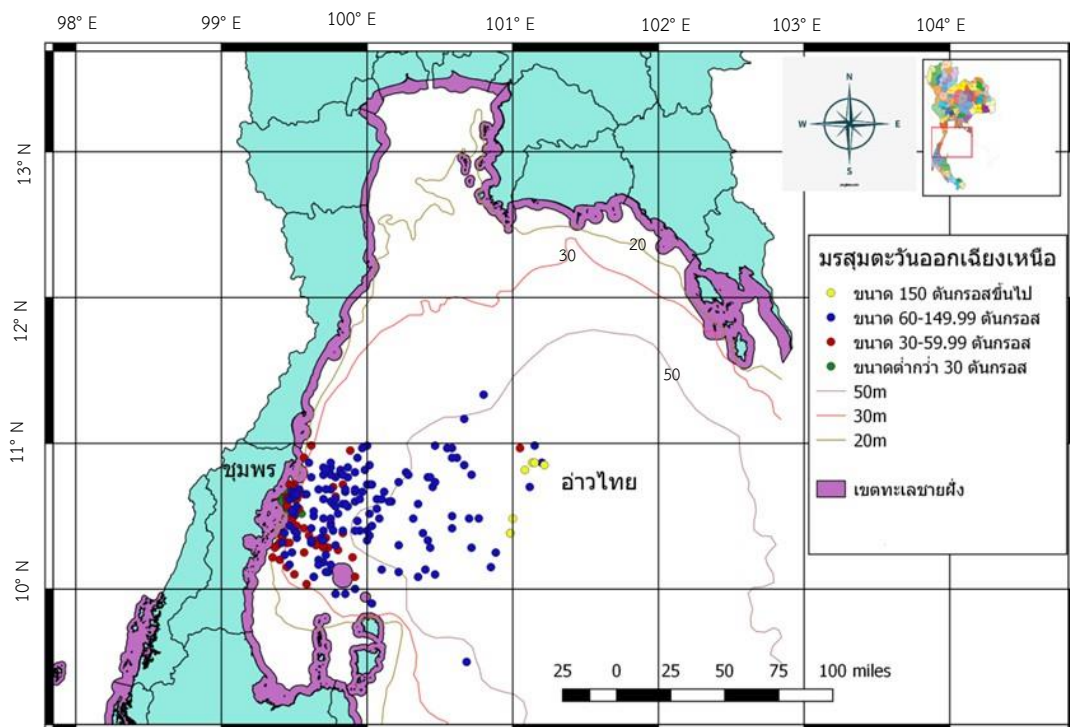 98° E
99° E
100° E
101° E
102° E
103° E
104° E
13° N
12° N
11° N
10° N
N
W
E
S
20
30
50
ชุมพร
อ่าวไทย
มรสุมตะวันออกเฉียงเหนือ
ขนาด 150 ตันกรอสขึ้นไป
ขนาด 60-149.99 ตันกรอส
ขนาด 30-59.99 ตันกรอส
ขนาดต่ำกว่า 30 ตันกรอส
50m
30m
20m
เขตทะเลชายฝั่ง
25 0 25 50 75 100 miles